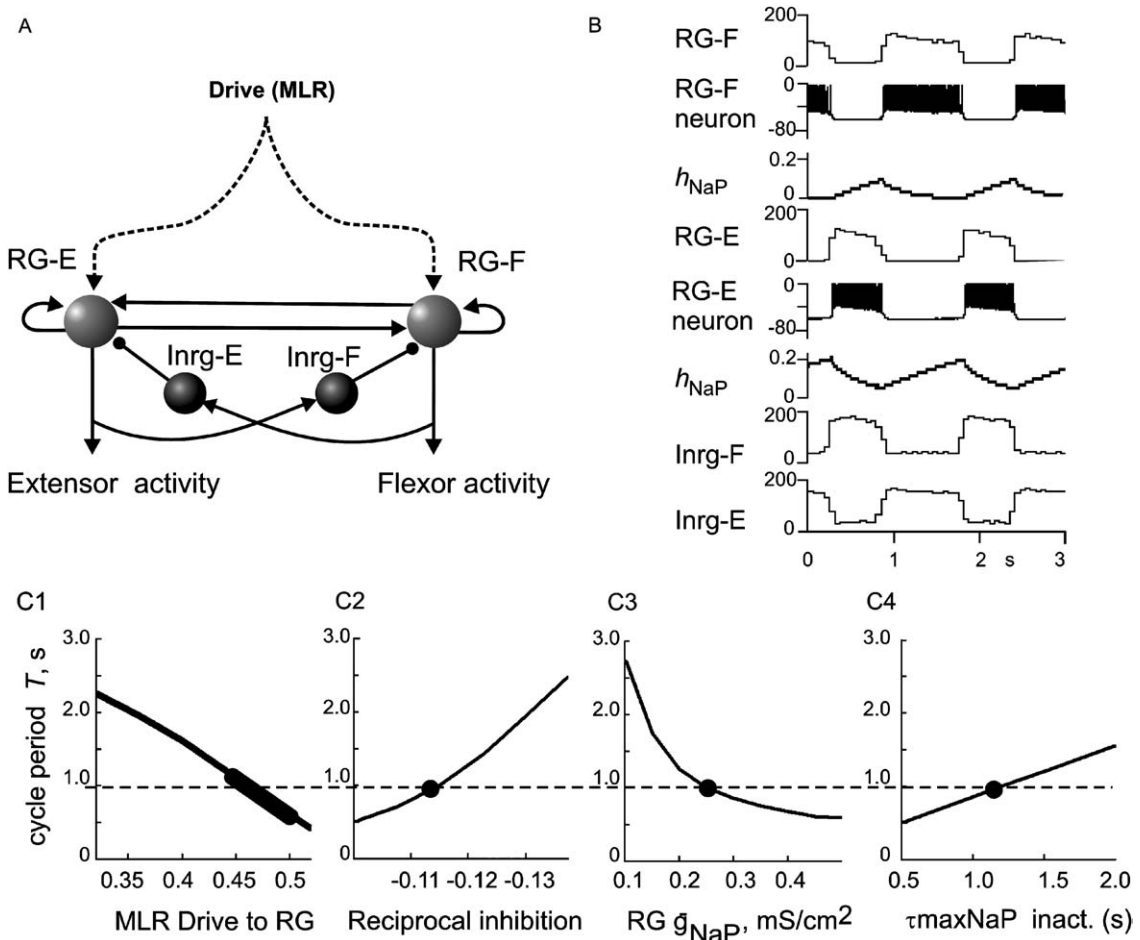 A
Drive (MLR)
RG-E
RG-F
Inrg-E
Inrg-F
Extensor activity
Flexor activity
B
RG-F
200
0
RG-F
neuron
0
-80
hNaP
0.2
0
RG-E
200
0
RG-E
neuron
0
-80
hNaP
0.2
0
Inrg-F
200
0
Inrg-E
200
0
0 1 2 s 3
C1
cycle period T, s
3.0
2.0
1.0
0
0.35 0.4 0.45 0.5
MLR Drive to RG
C2
3.0
2.0
1.0
0
-0.11 -0.12 -0.13
Reciprocal inhibition
C3
3.0
2.0
1.0
0
0.1 0.2 0.3 0.4
RG ḡNaP, mS/cm2
C4
3.0
2.0
1.0
0
0.5 1.0 1.5 2.0
τmaxNaP inact. (s)